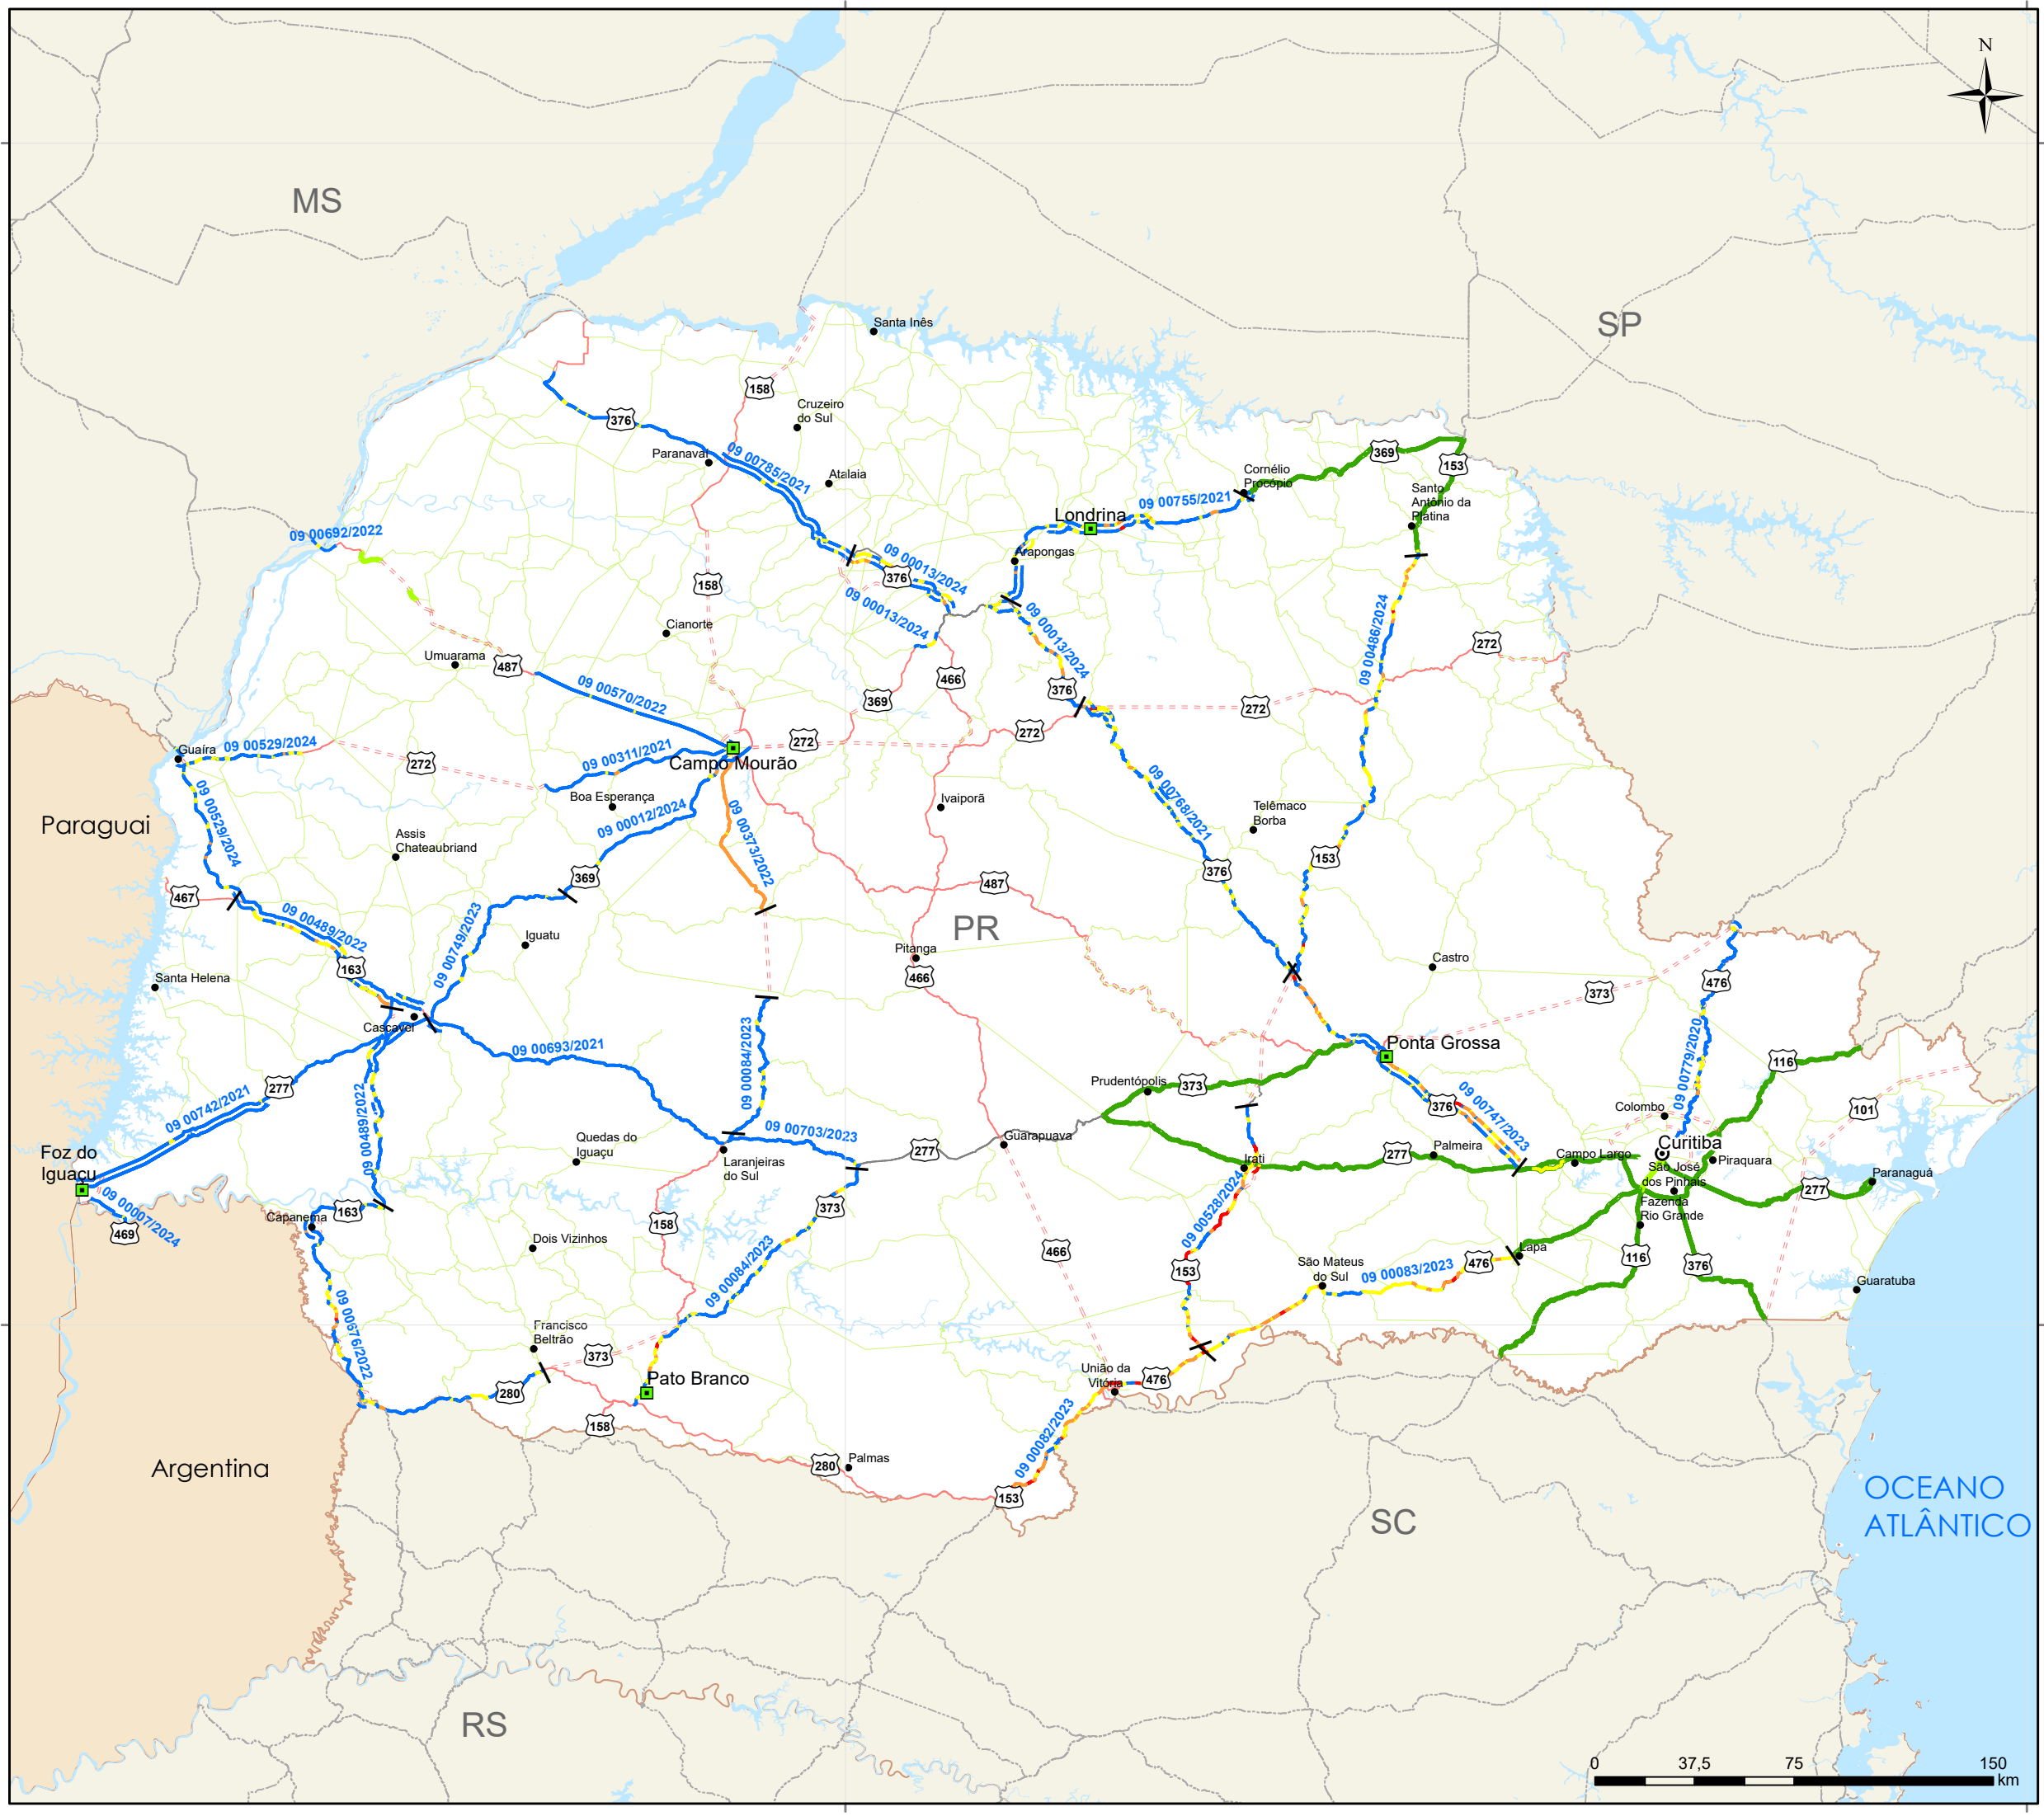 N
MS
SP
Santa Inês
158
Cruzeiro
do Sul
376
Paranavaí
09 00785/2021
Atalaia
369
153
Cornélio
Procópio
Santo
Antônio da
Platina
09 00755/2021
Londrina
09 00692/2022
Arapongas
09 00013/2024
376
158
09 00013/2024
09 00013/2024
09 00486/2024
Cianorte
Umuarama
487
272
466
376
369
09 00570/2022
272
272
272
Guaíra
09 00529/2024
272
09 00311/2021
Campo Mourão
09 00529/2024
Boa Esperança
09 00012/2024
09 00373/2022
Ivaiporã
09 00768/2021
Telêmaco
Borba
Paraguai
Assis
Chateaubriand
153
376
369
487
467
09 00489/2022
PR
09 00749/2023
Iguatu
Pitanga
466
163
Castro
Santa Helena
476
373
Cascavel
09 00693/2021
09 00084/2023
Ponta Grossa
09 00779/2020
116
277
Prudentópolis
373
09 00742/2021
09 00489/2022
376
09 00747/2023
Colombo
101
09 00703/2023
Guarapuava
277
Quedas do
Iguaçu
Laranjeiras
do Sul
Irati
277
Palmeira
Campo Largo
Curitiba
Piraquara
São José
dos Pinhais
Paranaguá
277
Foz do
Iguaçu
09 00007/2024
469
163
Capanema
373
158
09 00528/2024
Fazenda
Rio Grande
Dois Vizinhos
09 00084/2023
466
153
São Mateus
do Sul
09 00083/2023
476
Lapa
116
376
Guaratuba
09 00676/2022
Francisco
Beltrão
373
Pato Branco
280
158
União da
Vitória
476
09 00082/2023
280
Palmas
153
Argentina
SC
OCEANO
ATLÂNTICO
RS
0
37,5
75
150
km